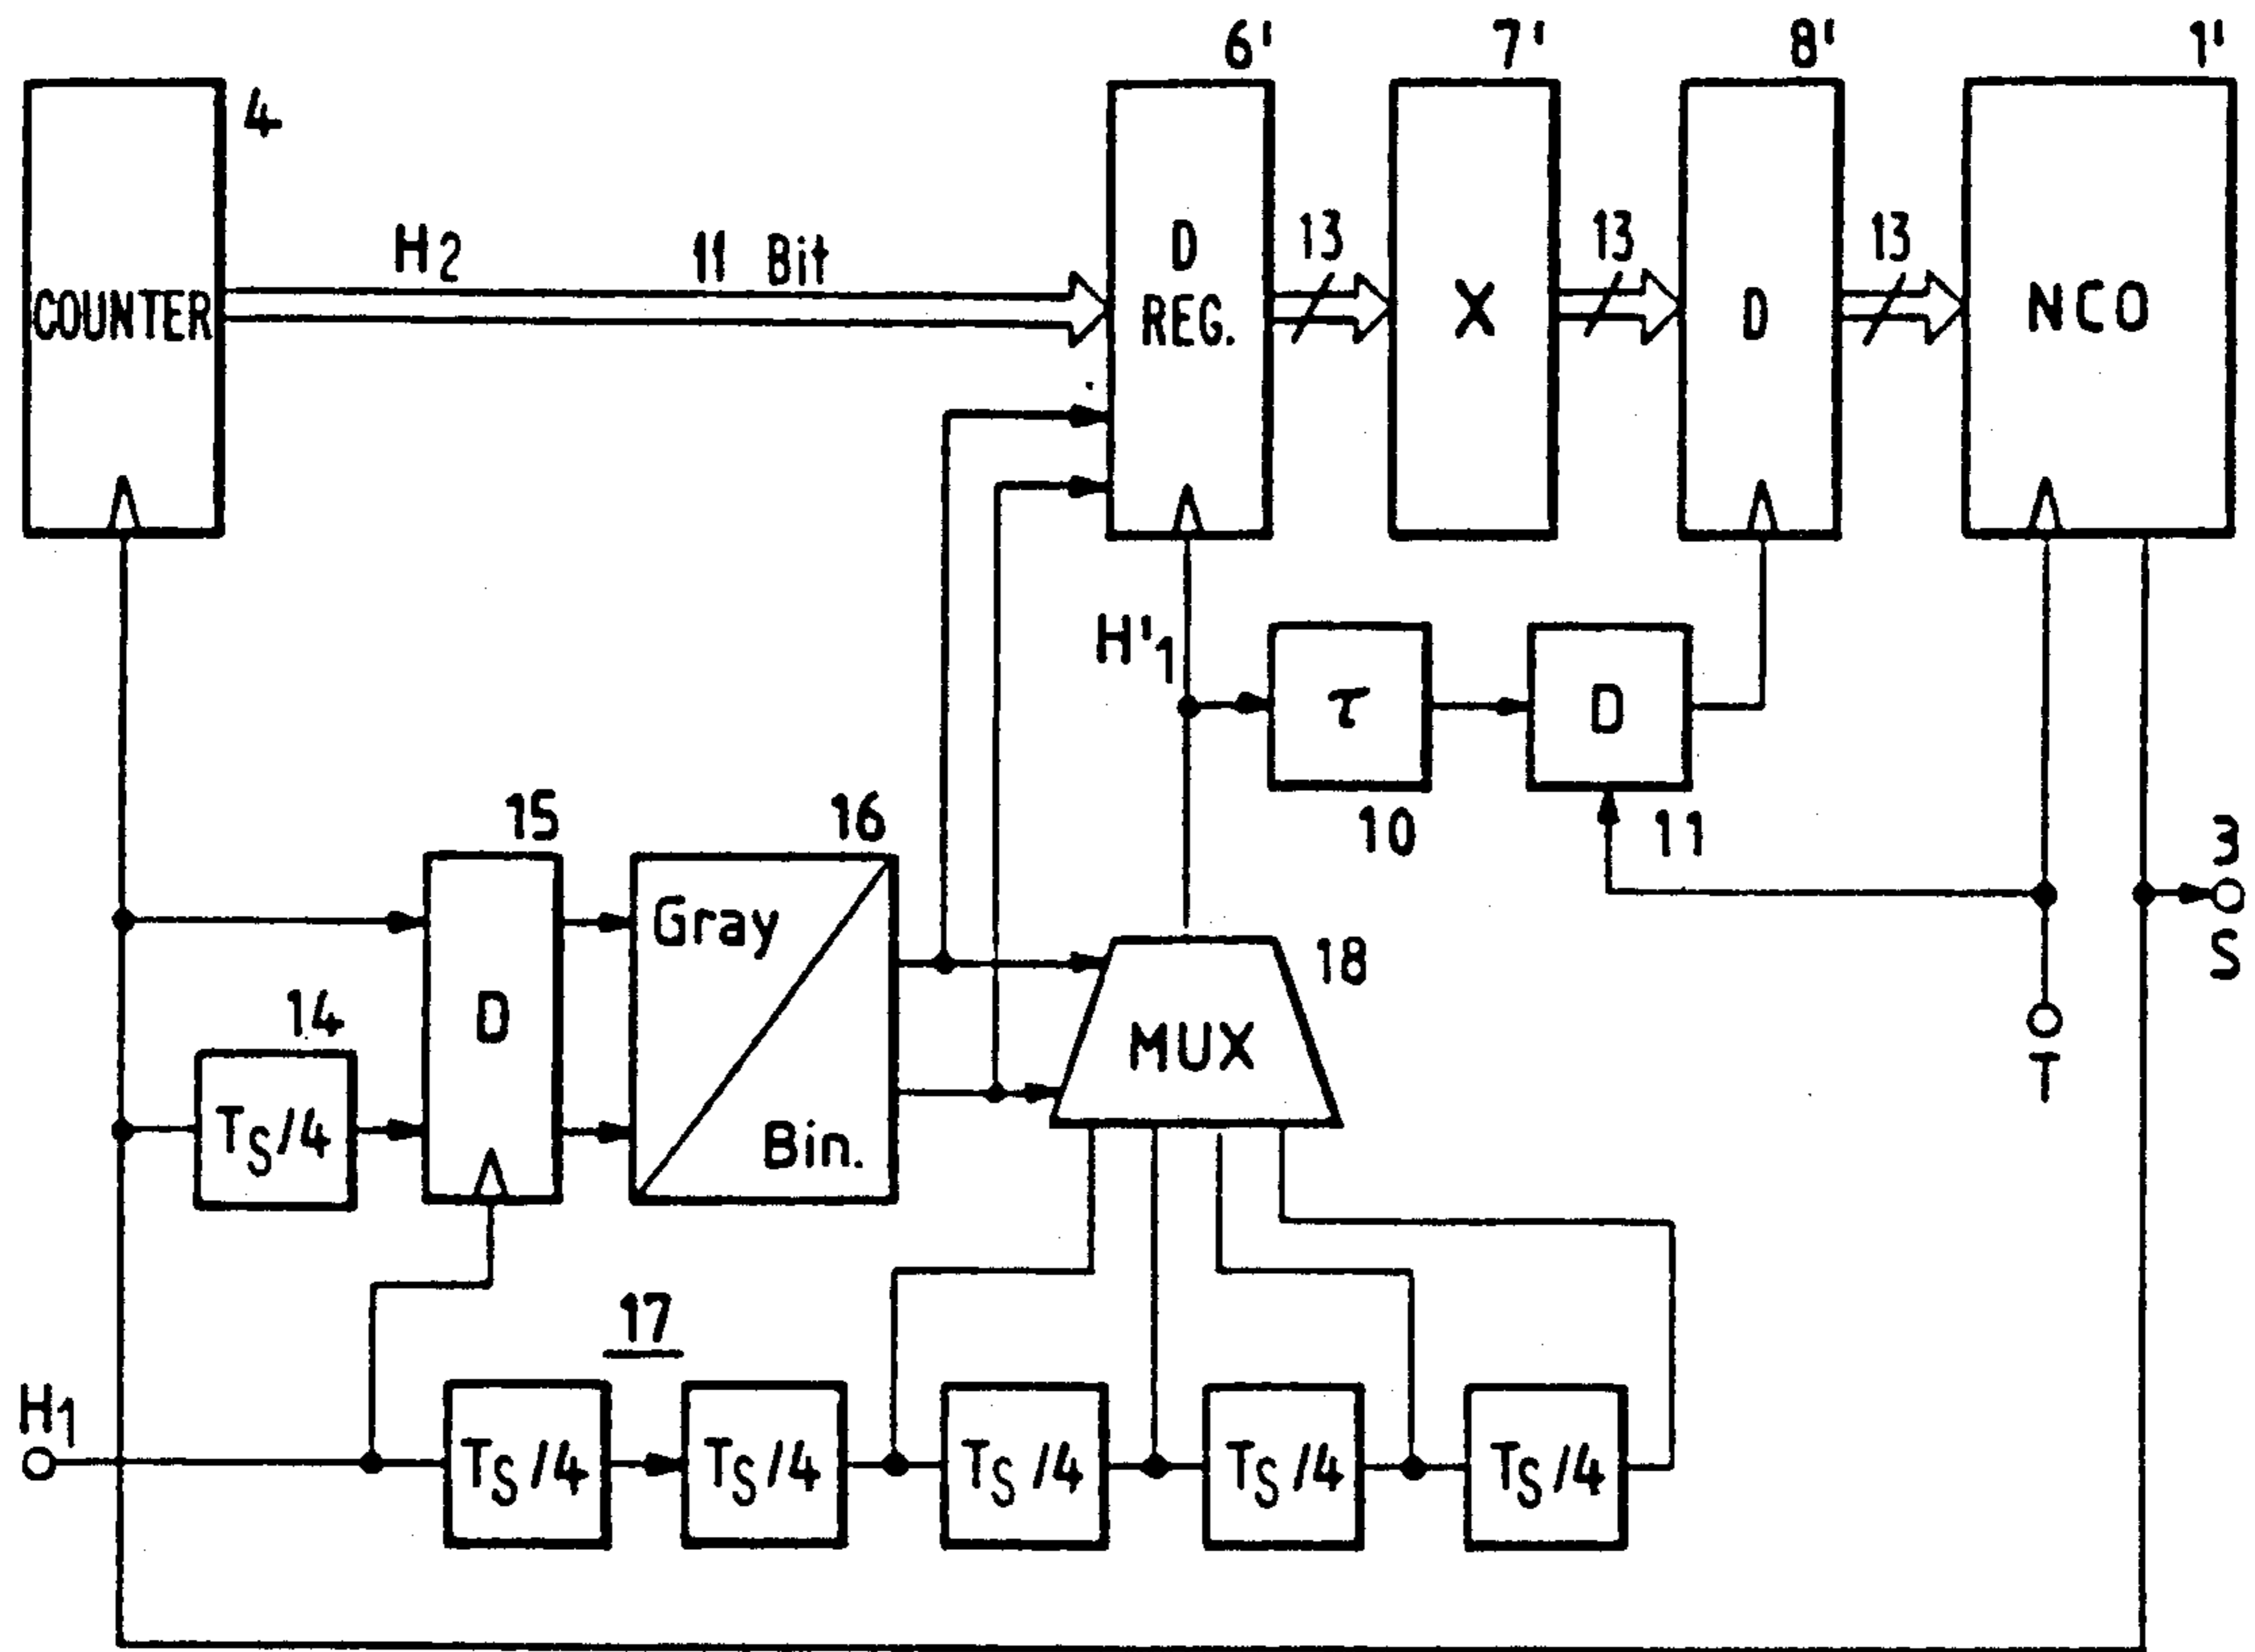 6'
7'
8'
1'
4
H2
11 Bit
COUNTER
D
REG.
13
X
13
D
13
NCO
H'1
τ
D
10
11
15
16
3
S
Gray
Bin.
14
D
TS/4
18
MUX
T
17
H1
TS/4
TS/4
TS/4
TS/4
TS/4